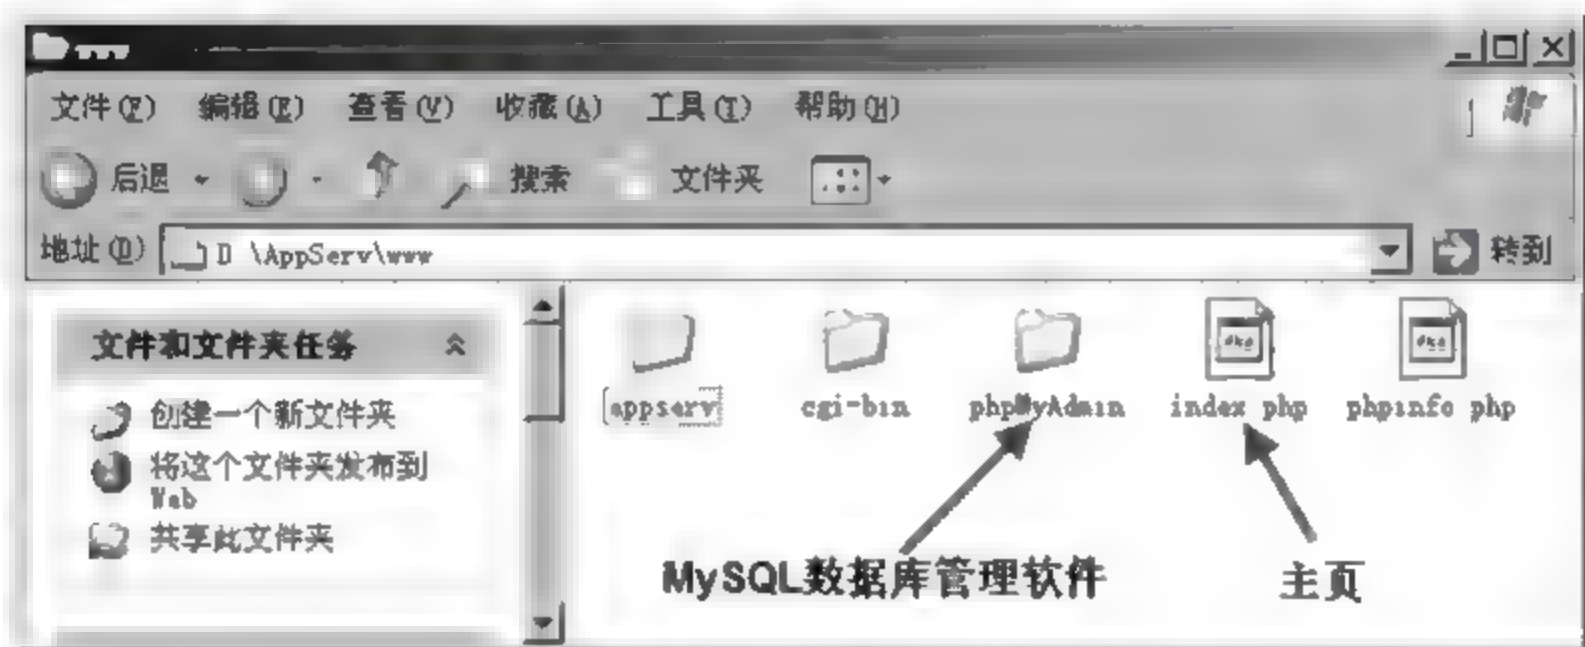 www
文件(F) 编辑(E) 查看(V) 收藏(A) 工具(T) 帮助(H)
后退 搜索 文件夹
地址(D) D \AppServ\www 转到
文件和文件夹任务
创建一个新文件夹
将这个文件夹发布到
Web
共享此文件夹
appserv cgi-bin phpMyAdmin index php phpinfo php
MySQL数据库管理软件 主页